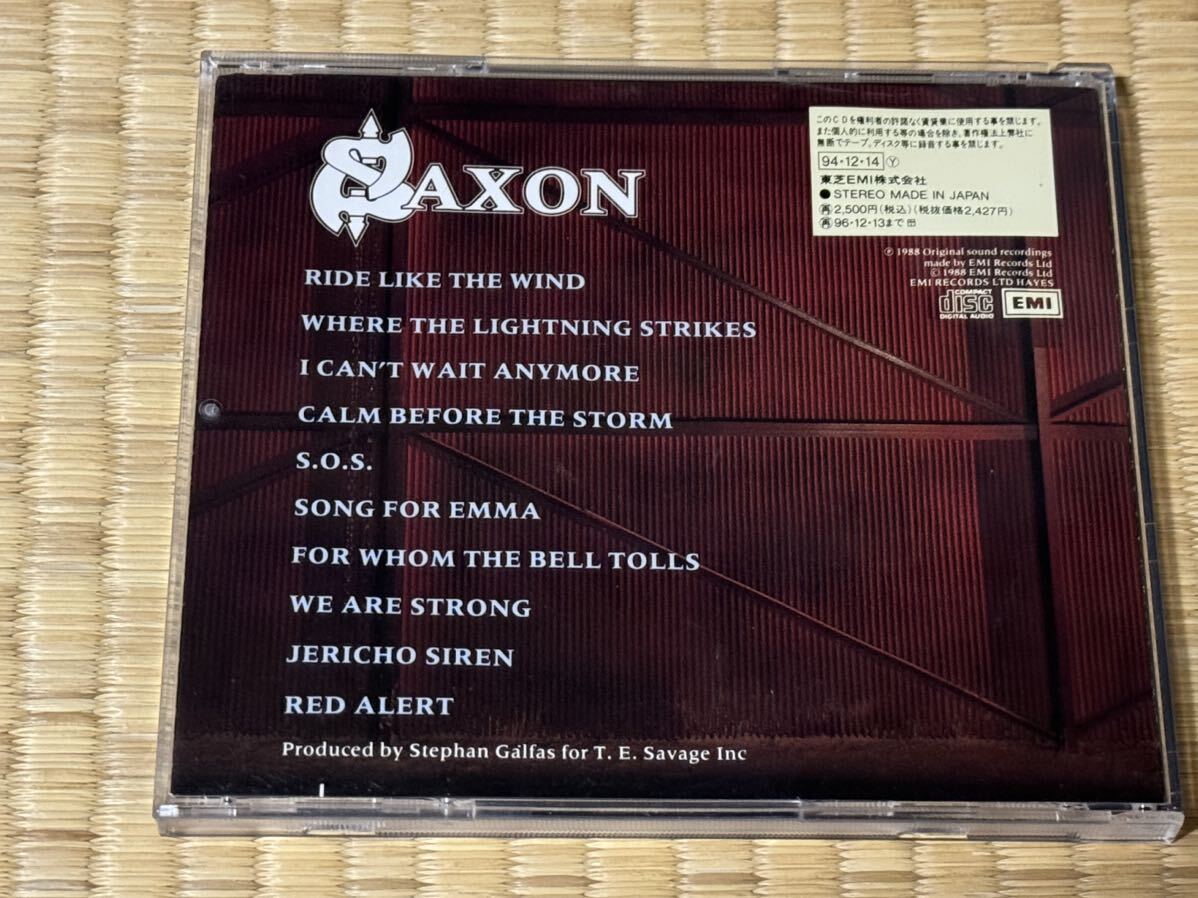 SAXON
RIDE LIKE THE WIND
WHERE THE LIGHTNING STRIKES
I CAN'T WAIT ANYMORE
CALM BEFORE THE STORM
S.O.S.
SONG FOR EMMA
FOR WHOM THE BELL TOLLS
WE ARE STRONG
JERICHO SIREN
RED ALERT
Produced by Stephan Galfas for T. E. Savage Inc
このCDを権利者の許諾なく賃貸業に使用する事を禁じます。
また個人的に利用する等の場合を除き、著作権法上弊社に
無断でテープ、ディスク等に録音する事を禁じます。
94・12・14 Ⓨ
東芝EMI株式会社
●STEREO MADE IN JAPAN
㊢2,500円(税込)(税抜価格2,427円)
㊢96・12・13まで
℗ 1988 Original sound recordings
made by EMI Records Ltd
© 1988 EMI Records Ltd
EMI RECORDS LTD HAYES
COMPACT
disc
DIGITAL AUDIO
EMI